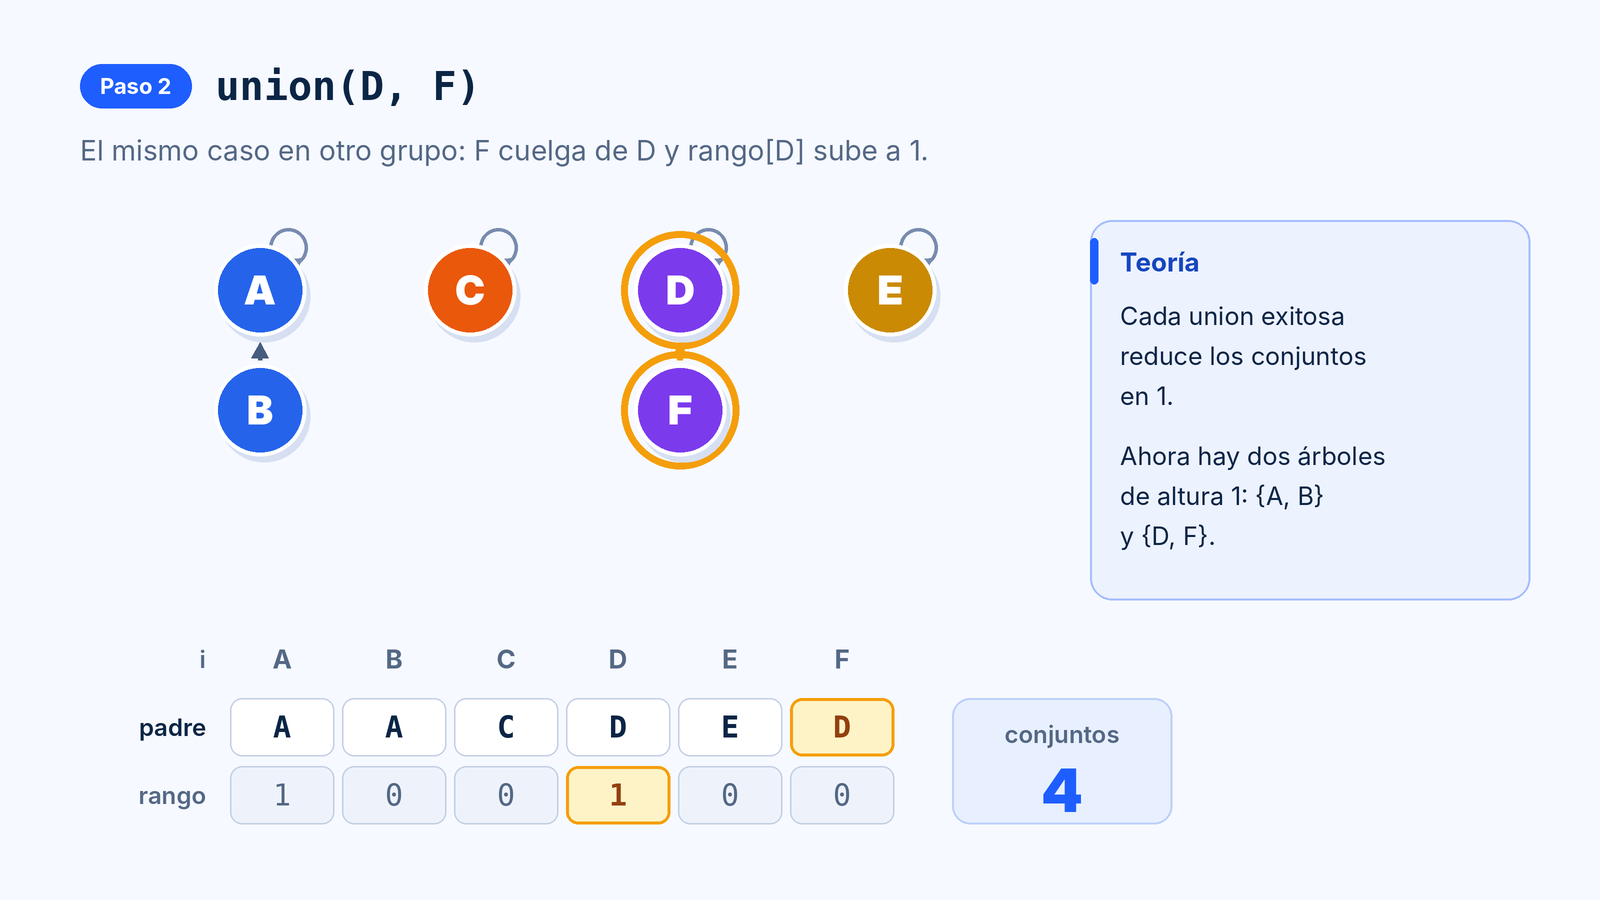 Paso 2 union(D, F)
El mismo caso en otro grupo: F cuelga de D y rango[D] sube a 1.
A C D E
B F
Teoría
Cada union exitosa
reduce los conjuntos
en 1.
Ahora hay dos árboles
de altura 1: {A, B}
y {D, F}.
i A B C D E F
padre A A C D E D
rango 1 0 0 1 0 0
conjuntos
4